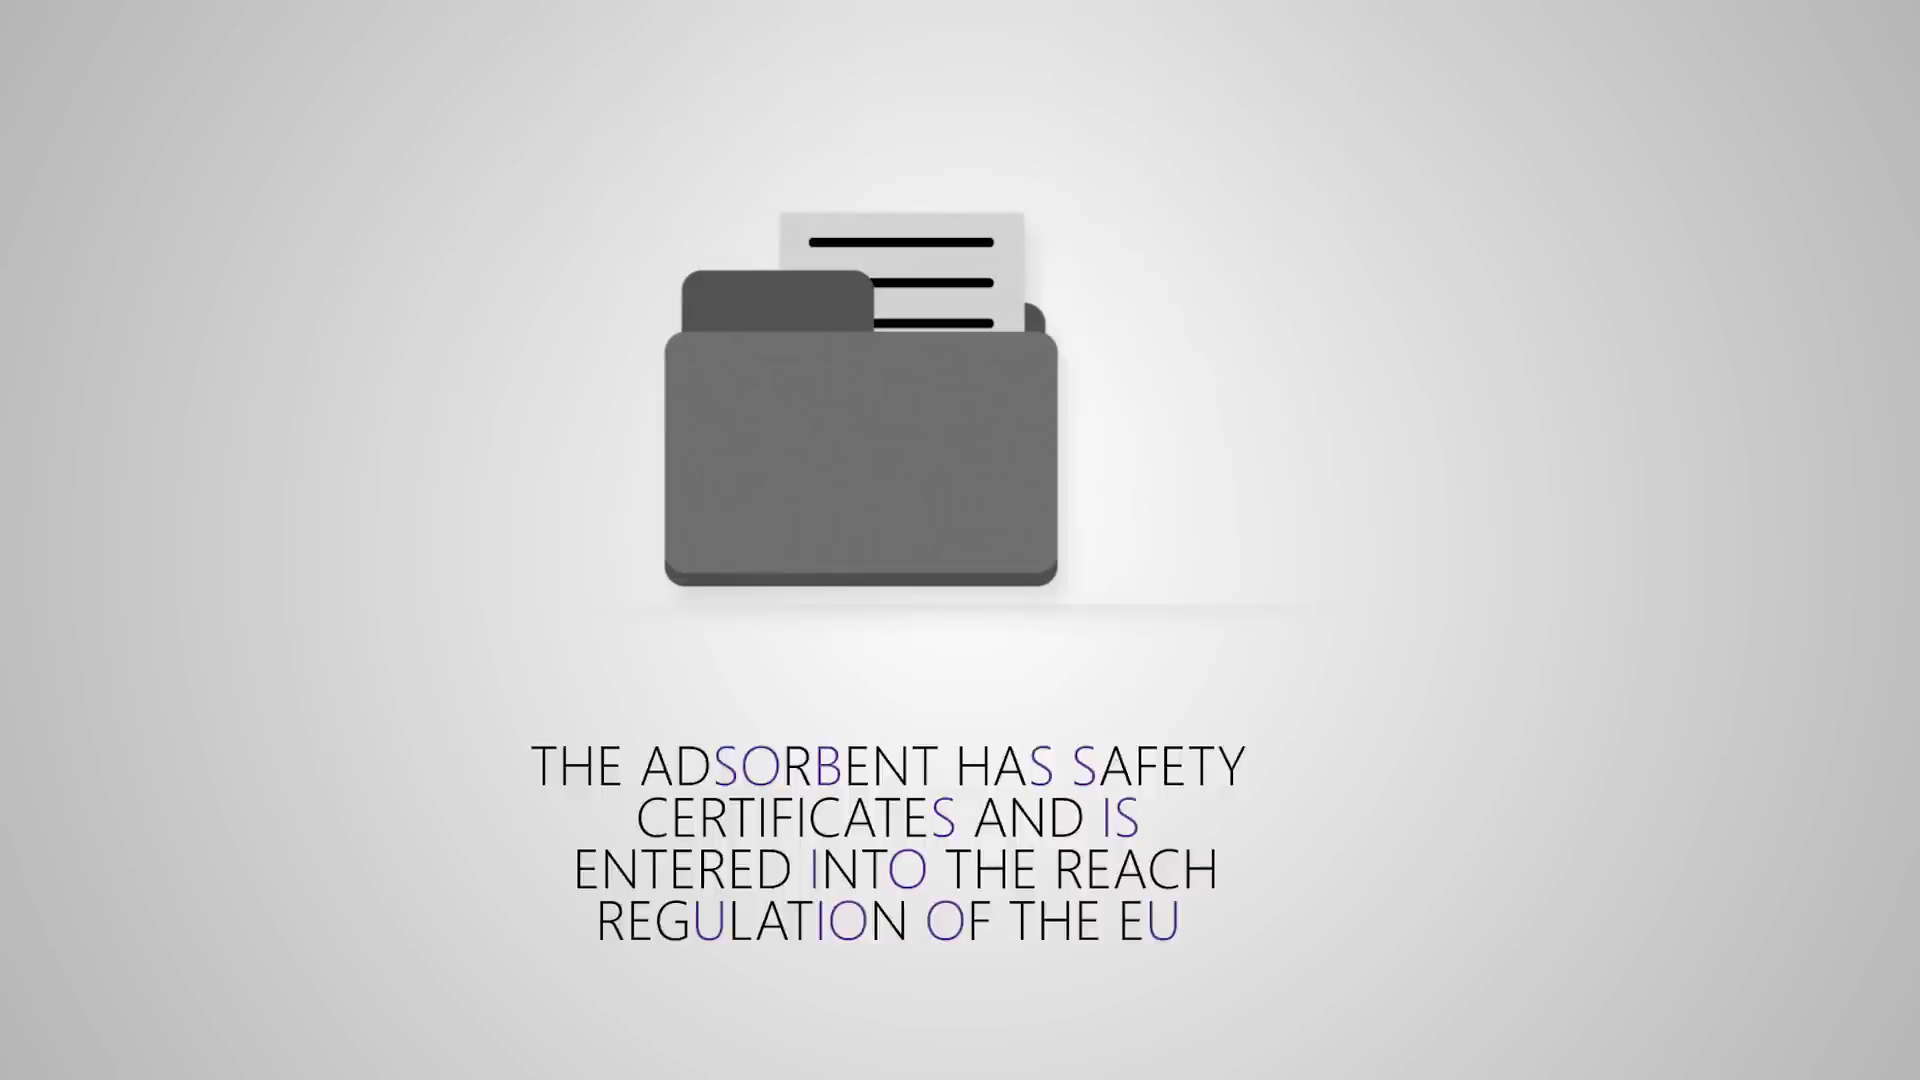 THE ADSORBENT HAS SAFETY
CERTIFICATES AND IS
ENTERED INTO THE REACH
REGULATION OF THE EU